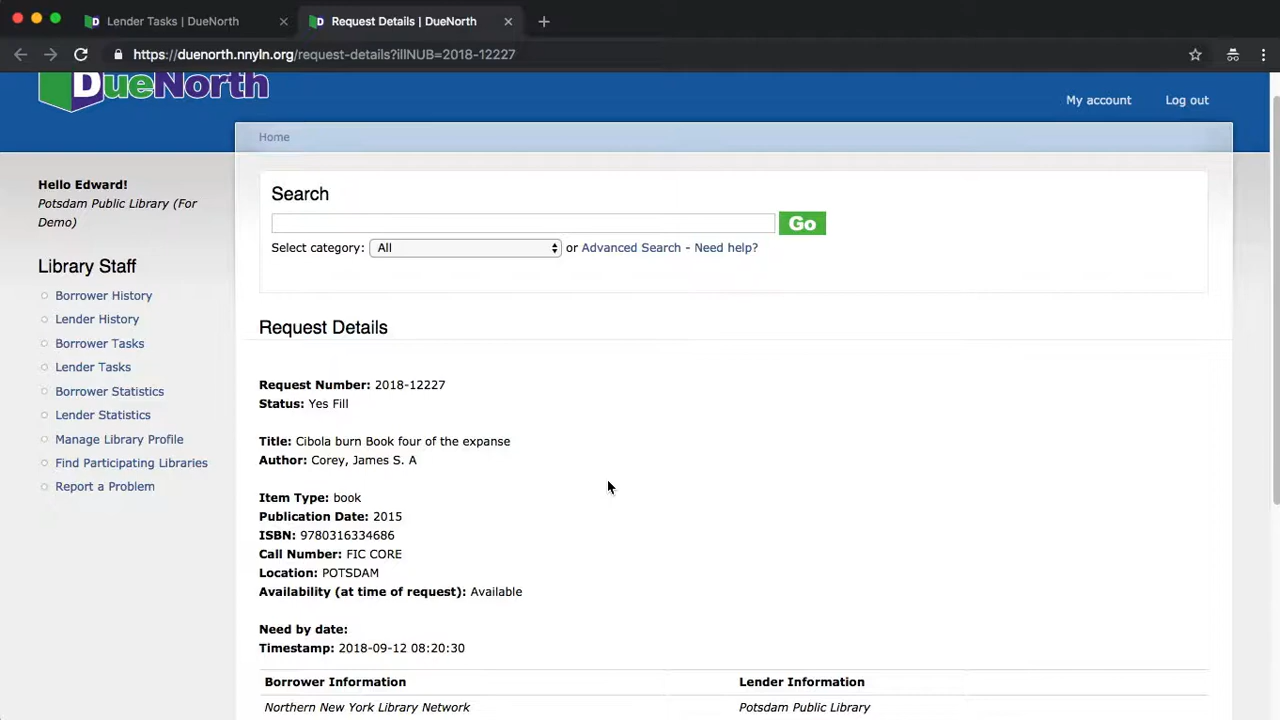 Lender Tasks | DueNorth
Request Details | DueNorth
https://duenorth.nnyln.org/request-details?illNUB=2018-12227
DueNorth
My account
Log out
Home
Hello Edward!
Potsdam Public Library (For
Demo)
Library Staff
Borrower History
Lender History
Borrower Tasks
Lender Tasks
Borrower Statistics
Lender Statistics
Manage Library Profile
Find Participating Libraries
Report a Problem
Search
Go
Select category: All or Advanced Search - Need help?
Request Details
Request Number: 2018-12227
Status: Yes Fill
Title: Cibola burn Book four of the expanse
Author: Corey, James S. A
Item Type: book
Publication Date: 2015
ISBN: 9780316334686
Call Number: FIC CORE
Location: POTSDAM
Availability (at time of request): Available
Need by date:
Timestamp: 2018-09-12 08:20:30
Borrower Information
Lender Information
Northern New York Library Network
Potsdam Public Library